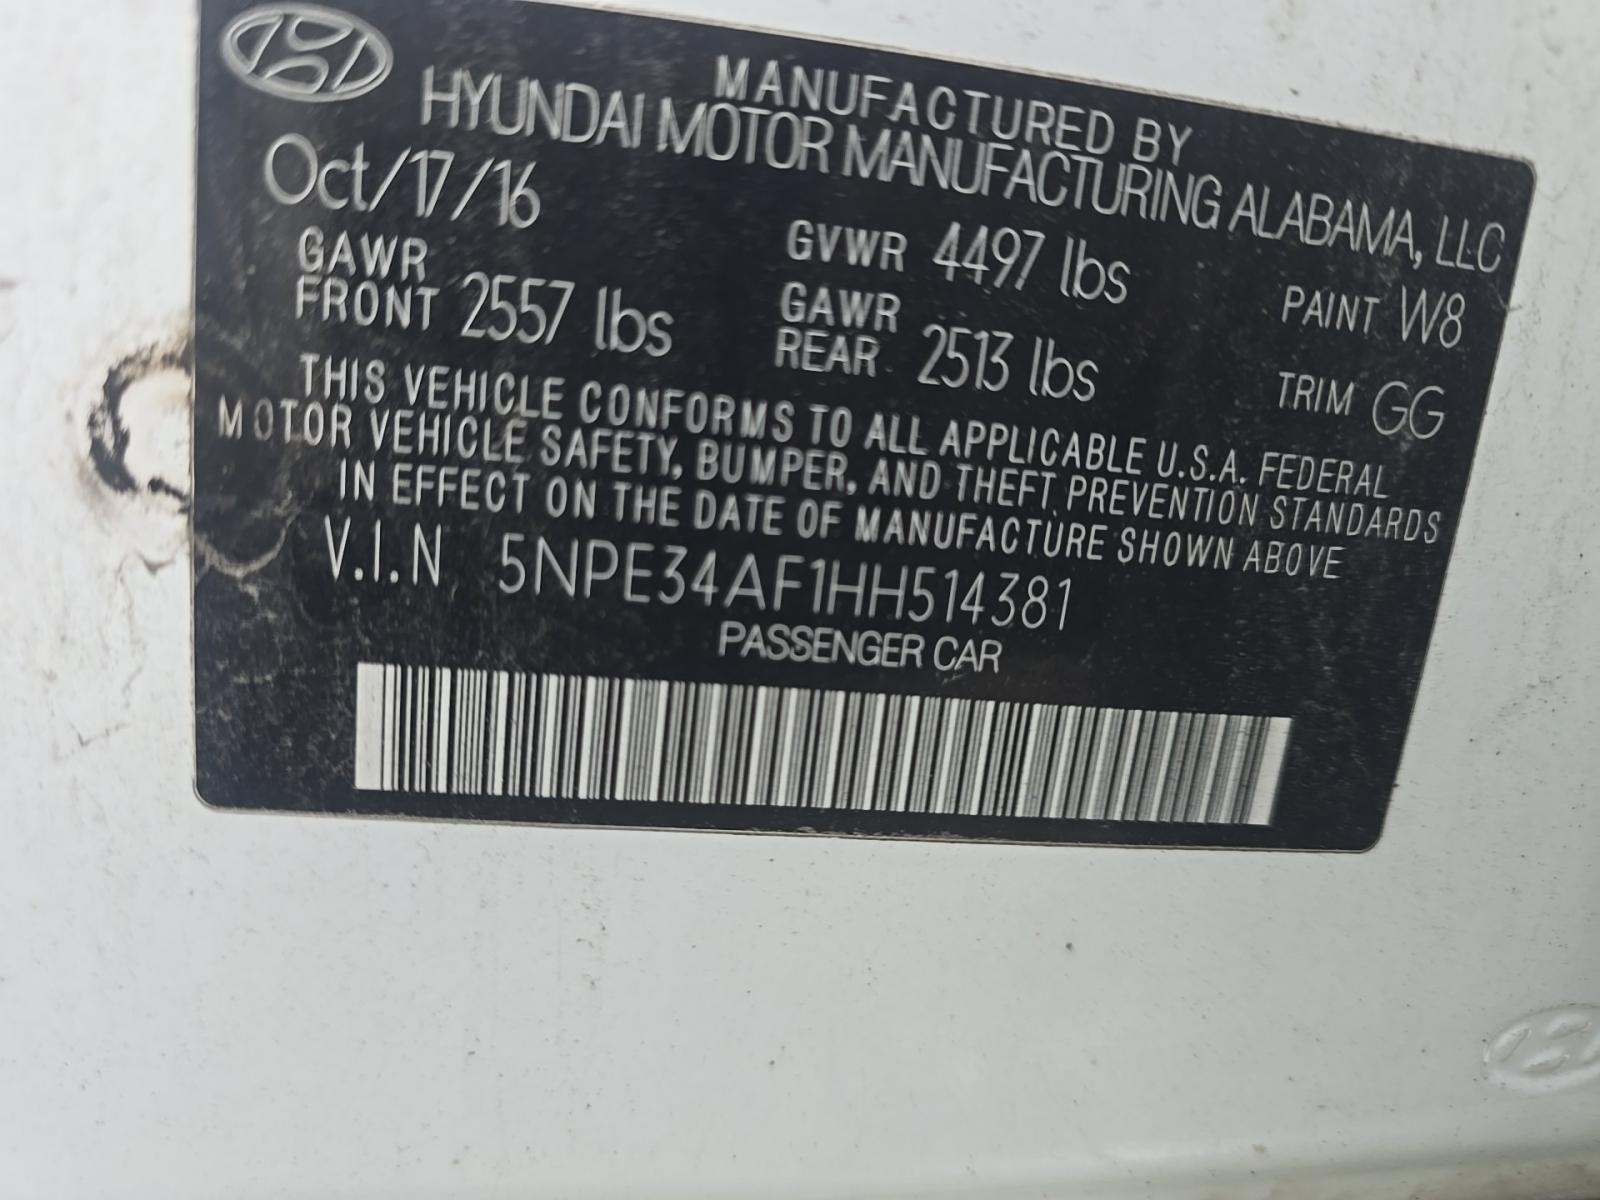 MANUFACTURED BY
HYUNDAI MOTOR MANUFACTURING ALABAMA, LLC
Oct/17/16
GVWR 4497 lbs
PAINT W8
GAWR
FRONT 2557 lbs
GAWR
REAR 2513 lbs
TRIM GG
THIS VEHICLE CONFORMS TO ALL APPLICABLE U.S.A. FEDERAL
MOTOR VEHICLE SAFETY, BUMPER, AND THEFT PREVENTION STANDARDS
IN EFFECT ON THE DATE OF MANUFACTURE SHOWN ABOVE
V.I.N 5NPE34AF1HH514381
PASSENGER CAR